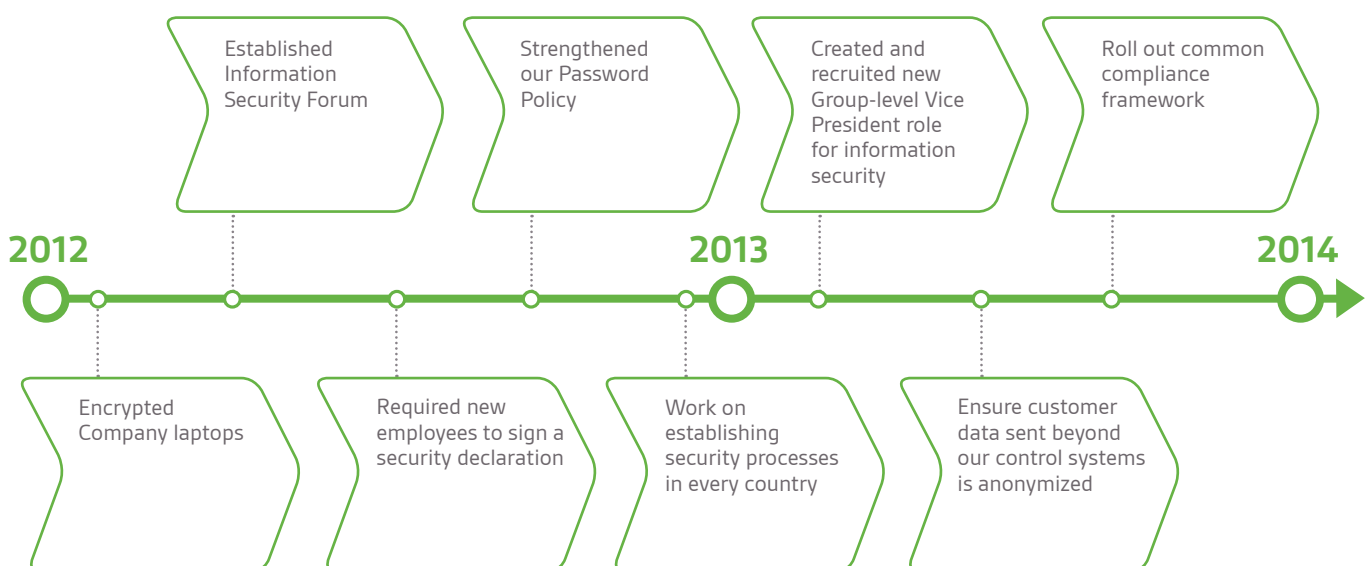 Established
Information
Security Forum
Strengthened
our Password
Policy
Created and
recruited new
Group-level Vice
President role
for information
security
Roll out common
compliance
framework
2012
2013
2014
Encrypted
Company laptops
Required new
employees to sign a
security declaration
Work on
establishing
security processes
in every country
Ensure customer
data sent beyond
our control systems
is anonymized